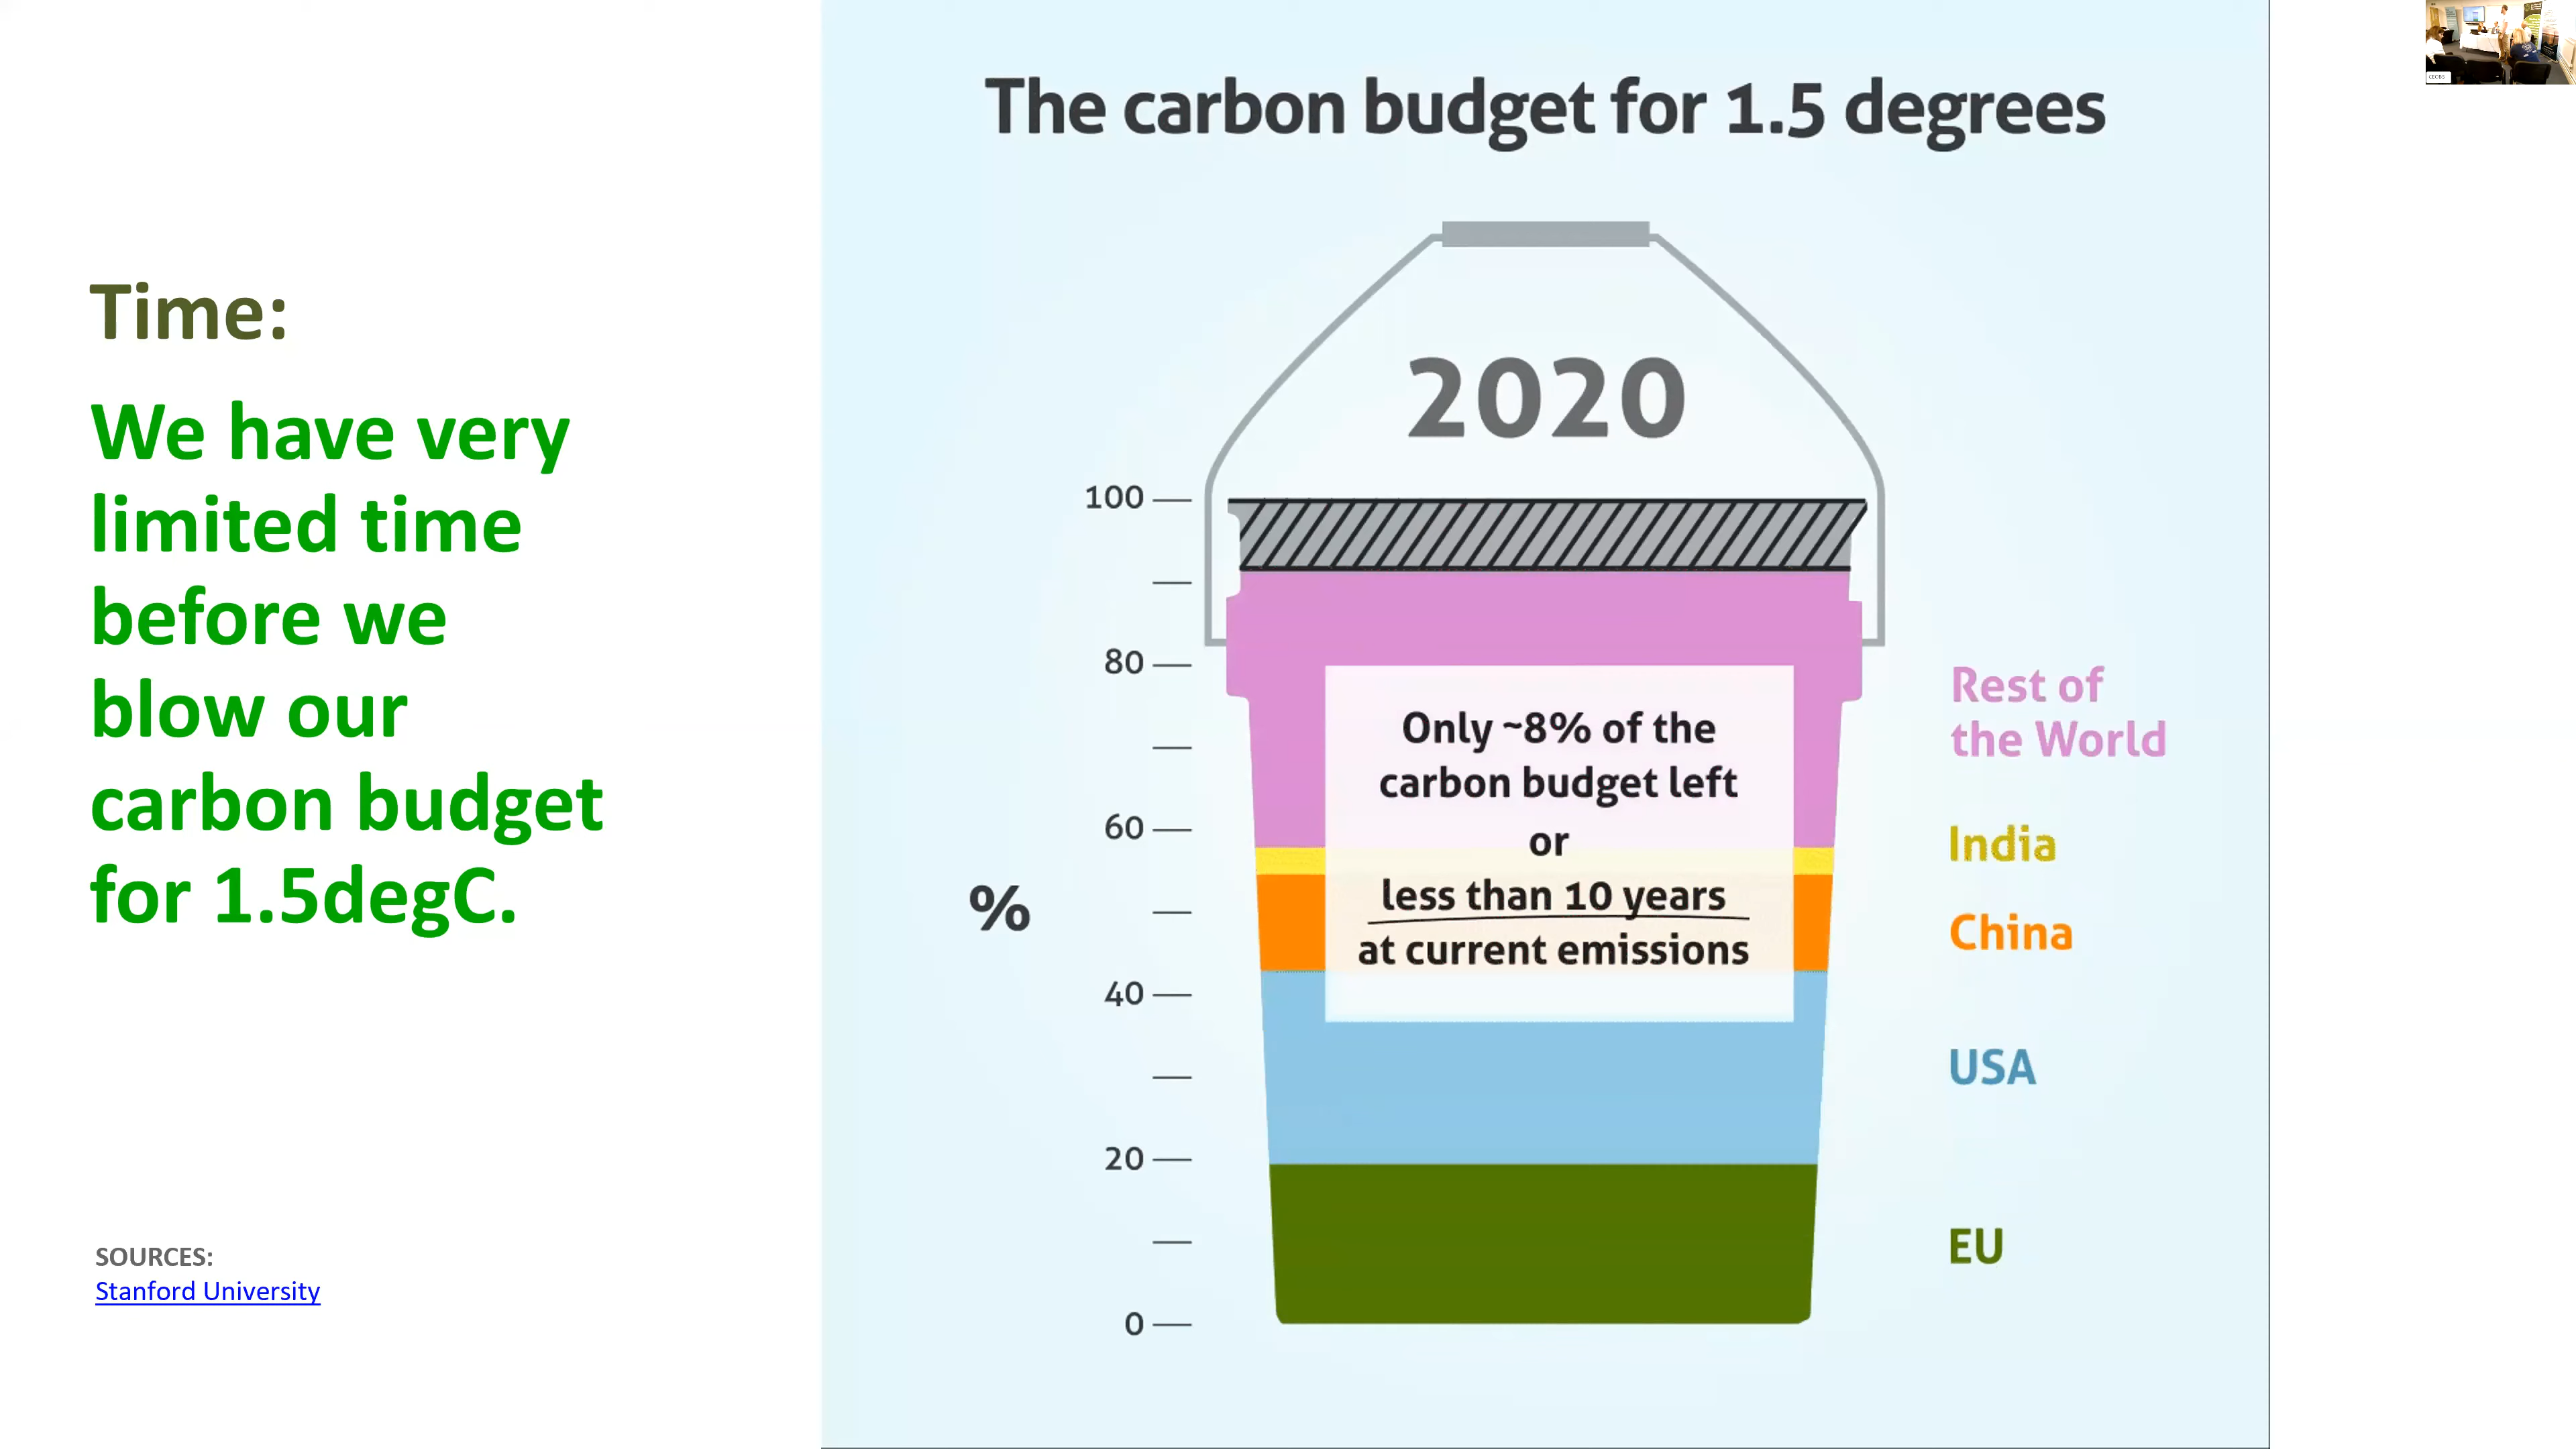 Time:
We have very
limited time
before we
blow our
carbon budget
for 1.5degC.
SOURCES:
Stanford University
The carbon budget for 1.5 degrees
2020
100
80
60
%
40
20
0
Only ~8% of the
carbon budget left
or
less than 10 years
at current emissions
Rest of
the World
India
China
USA
EU